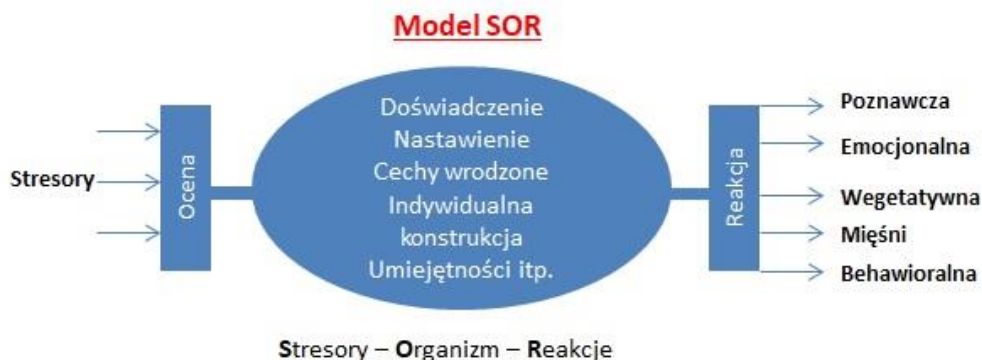 Model SOR
Stresory
Ocena
Doświadczenie
Nastawienie
Cechy wrodzone
Indywidualna
konstrukcja
Umiejętności itp.
Reakcja
Poznawcza
Emocjonalna
Wegetatywna
Mięśni
Behawioralna
Stresory – Organizm – Reakcje